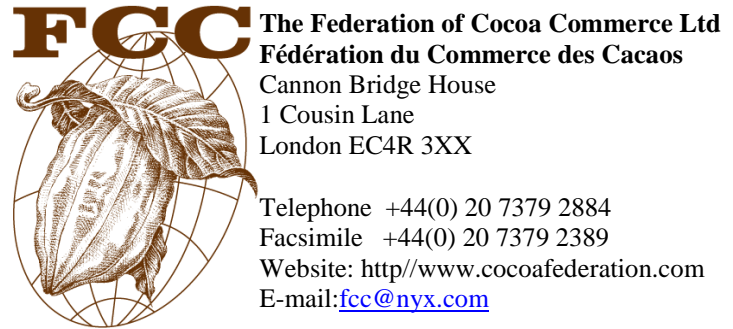 FCC
The Federation of Cocoa Commerce Ltd
Fédération du Commerce des Cacaos
Cannon Bridge House
1 Cousin Lane
London EC4R 3XX
Telephone +44(0) 20 7379 2884
Facsimile +44(0) 20 7379 2389
Website: http//www.cocoafederation.com
E-mail:fcc@nyx.com